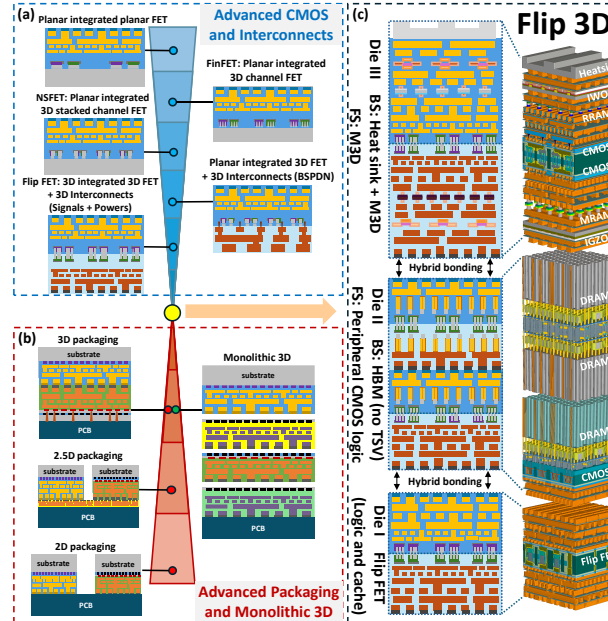 (a)
Advanced CMOS
and Interconnects
Planar integrated planar FET
FinFET: Planar integrated
3D channel FET
NSFET: Planar integrated
3D stacked channel FET
Planar integrated 3D FET
+ 3D Interconnects (BSPDN)
Flip FET: 3D integrated 3D FET
+ 3D Interconnects
(Signals + Powers)
(b)
3D packaging
substrate
PCB
Monolithic 3D
substrate
PCB
2.5D packaging
substrate
substrate
PCB
2D packaging
substrate
substrate
PCB
Advanced Packaging
and Monolithic 3D
(c)
Flip 3D
Die III
BS: Heat sink + M3D
FS: M3D
Heatsin
IWO
RRAM
CMOS
CMOS
MRAM
IGZO
Hybrid bonding
Die II
BS: HBM (no TSV)
FS: Peripheral CMOS logic
DRAM
DRAM
CMOS
Hybrid bonding
Die I
Flip FET
(Logic and cache)
Flip FE